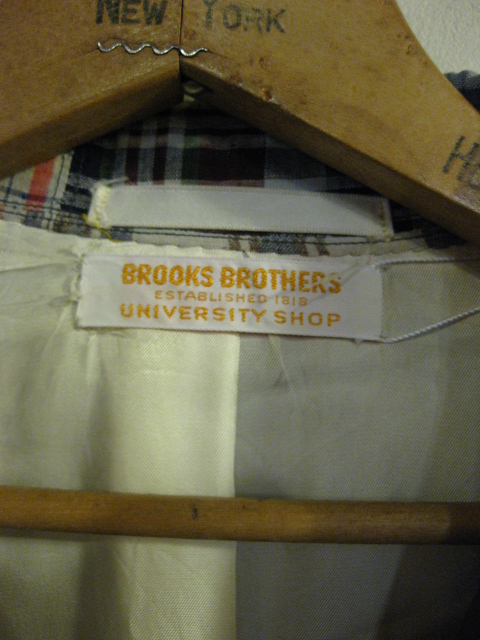 NEW YORK
BROOKS BROTHERS
ESTABLISHED 1818
UNIVERSITY SHOP